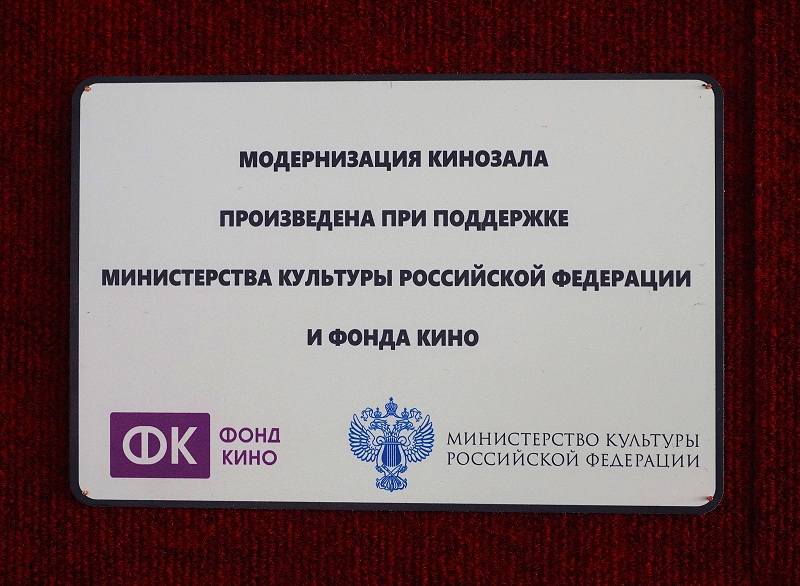 МОДЕРНИЗАЦИЯ КИНОЗАЛА
ПРОИЗВЕДЕНА ПРИ ПОДДЕРЖКЕ
МИНИСТЕРСТВА КУЛЬТУРЫ РОССИЙСКОЙ ФЕДЕРАЦИИ
И ФОНДА КИНО
ФК
ФОНД
КИНО
МИНИСТЕРСТВО КУЛЬТУРЫ
РОССИЙСКОЙ ФЕДЕРАЦИИ